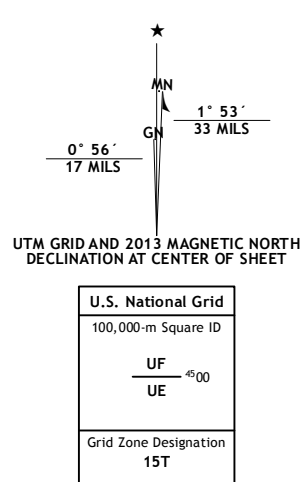 ★
MN
1° 53´
33 MILS
GN
0° 56´
17 MILS
UTM GRID AND 2013 MAGNETIC NORTH
DECLINATION AT CENTER OF SHEET
U.S. National Grid
100,000-m Square ID
UF
⁴⁵00
UE
Grid Zone Designation
15T